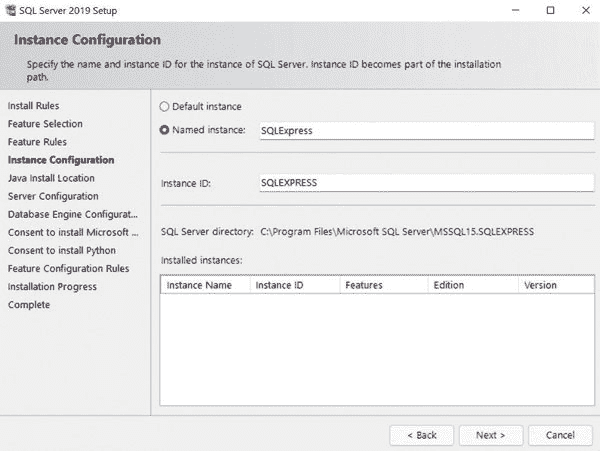 SQL Server 2019 Setup
Instance Configuration
Specify the name and instance ID for the instance of SQL Server. Instance ID becomes part of the installation
path.
Install Rules
Feature Selection
Feature Rules
Instance Configuration
Java Install Location
Server Configuration
Database Engine Configurat...
Consent to install Microsoft ...
Consent to install Python
Feature Configuration Rules
Installation Progress
Complete
Default instance
Named instance: SQLExpress
Instance ID: SQLEXPRESS
SQL Server directory: C:\Program Files\Microsoft SQL Server\MSSQL15.SQLEXPRESS
Installed instances:
Instance Name Instance ID Features Edition Version
< Back Next > Cancel